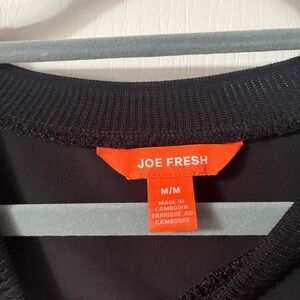 JOE FRESH
M/M
MADE IN
CAMBODIA
FABRIQUÉ AU
CAMBODGE